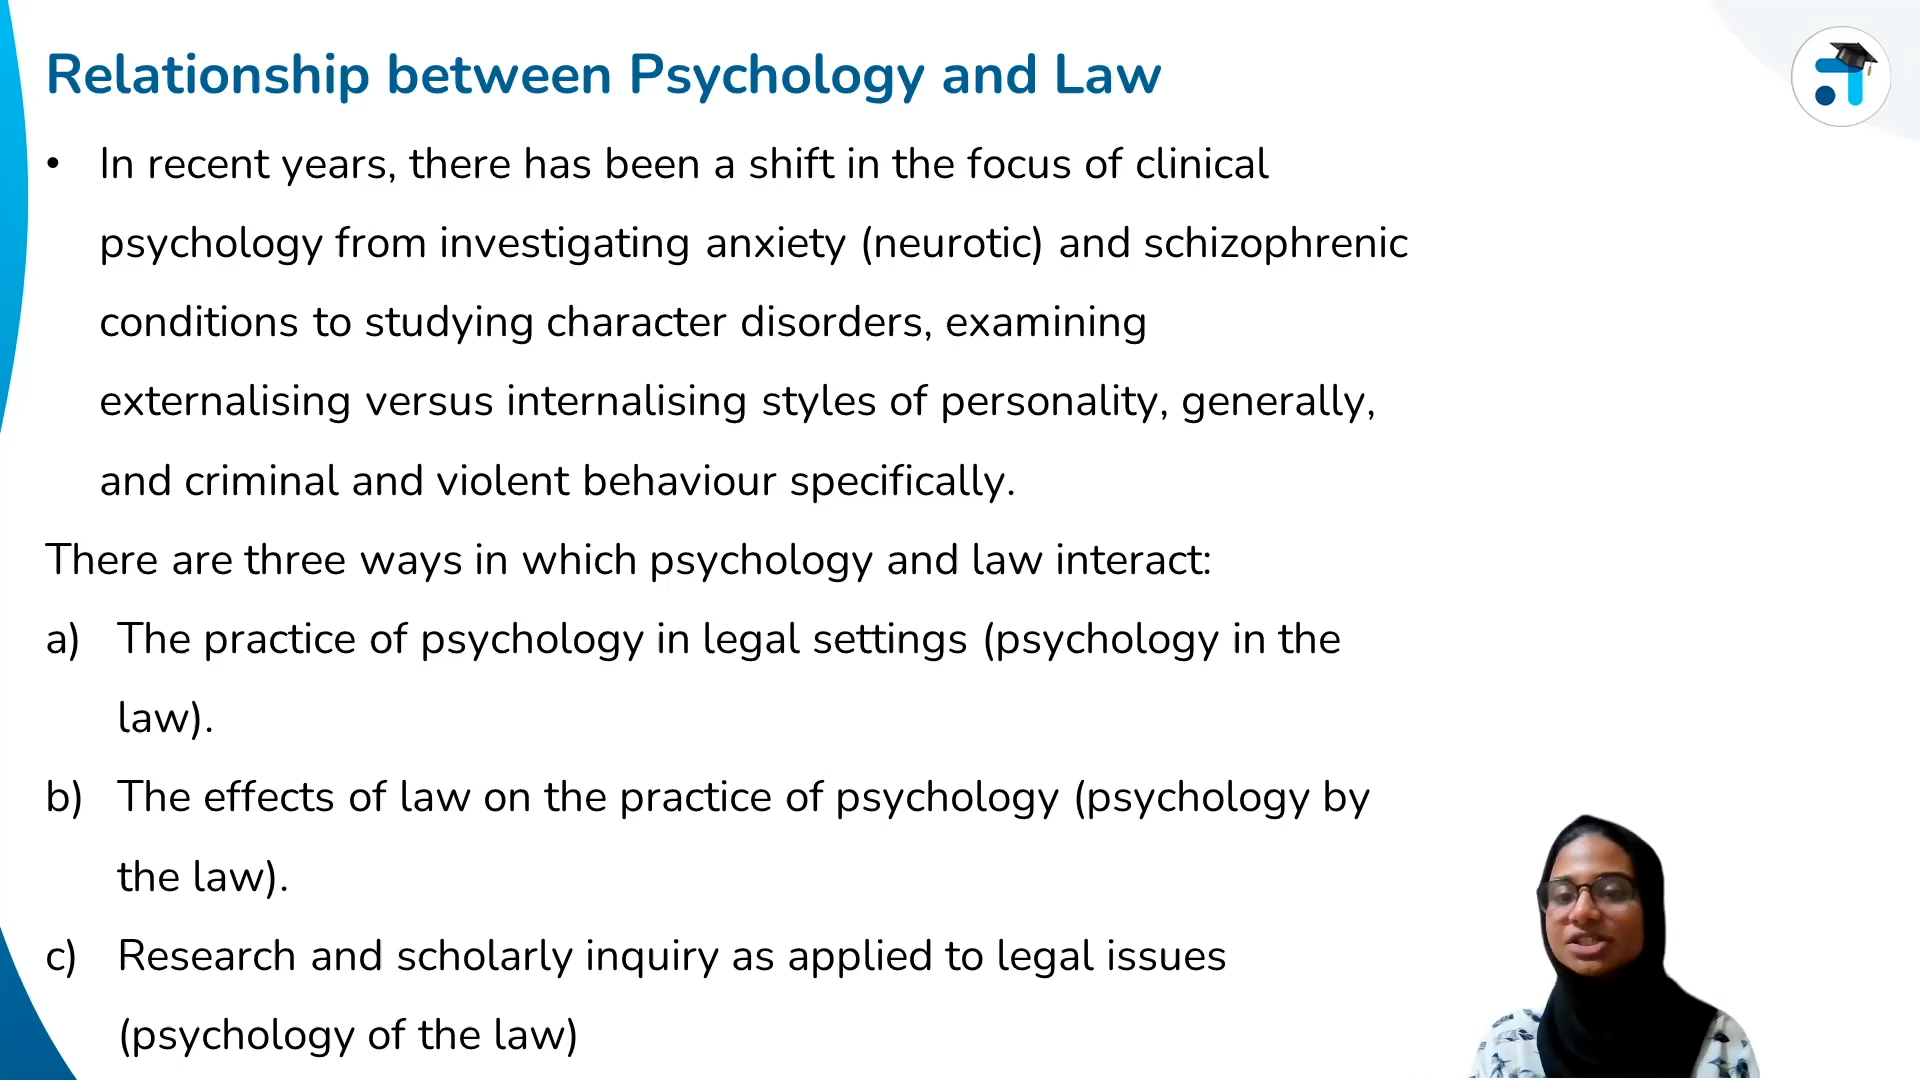 Relationship between Psychology and Law
• In recent years, there has been a shift in the focus of clinical
psychology from investigating anxiety (neurotic) and schizophrenic
conditions to studying character disorders, examining
externalising versus internalising styles of personality, generally,
and criminal and violent behaviour specifically.
There are three ways in which psychology and law interact:
a) The practice of psychology in legal settings (psychology in the
law).
b) The effects of law on the practice of psychology (psychology by
the law).
c) Research and scholarly inquiry as applied to legal issues
(psychology of the law)